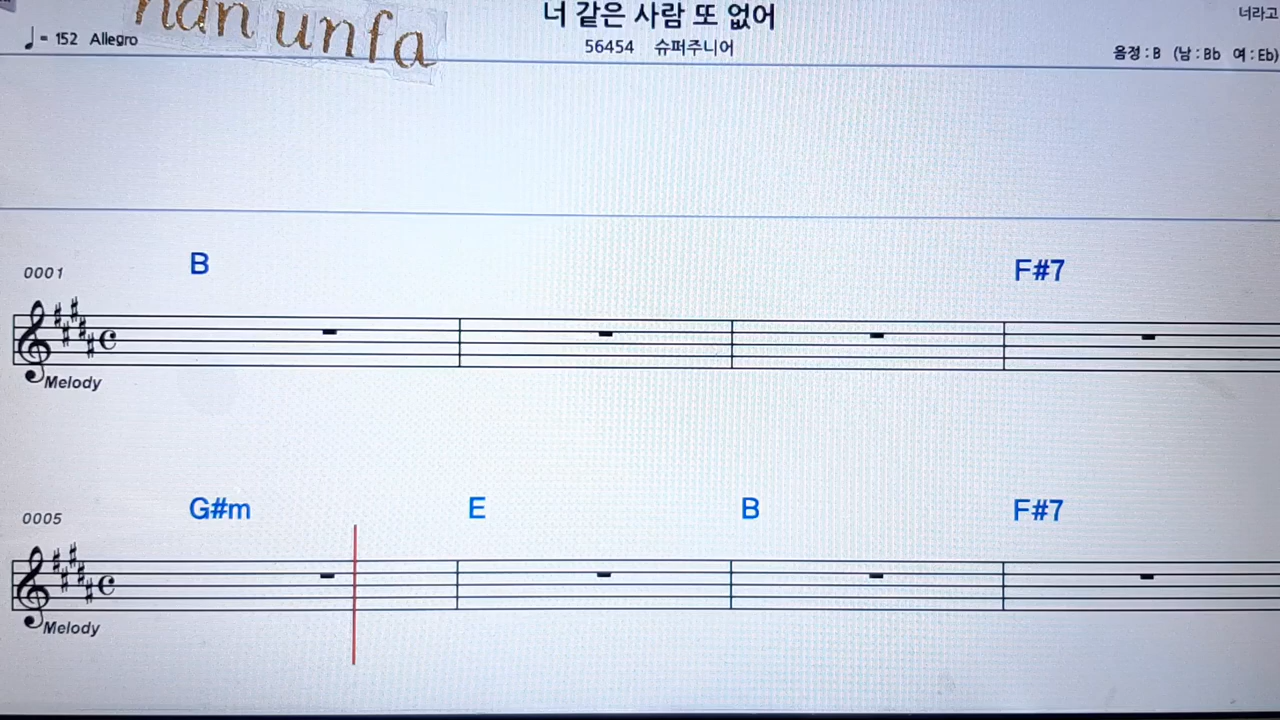 너 같은 사람 또 없어
너라고
nan unfa
♩= 152 Allegro
56454 슈퍼주니어
음정 : B (남 : Bb 여 : Eb)
B F#7
0001
Melody
G#m E B F#7
0005
Melody